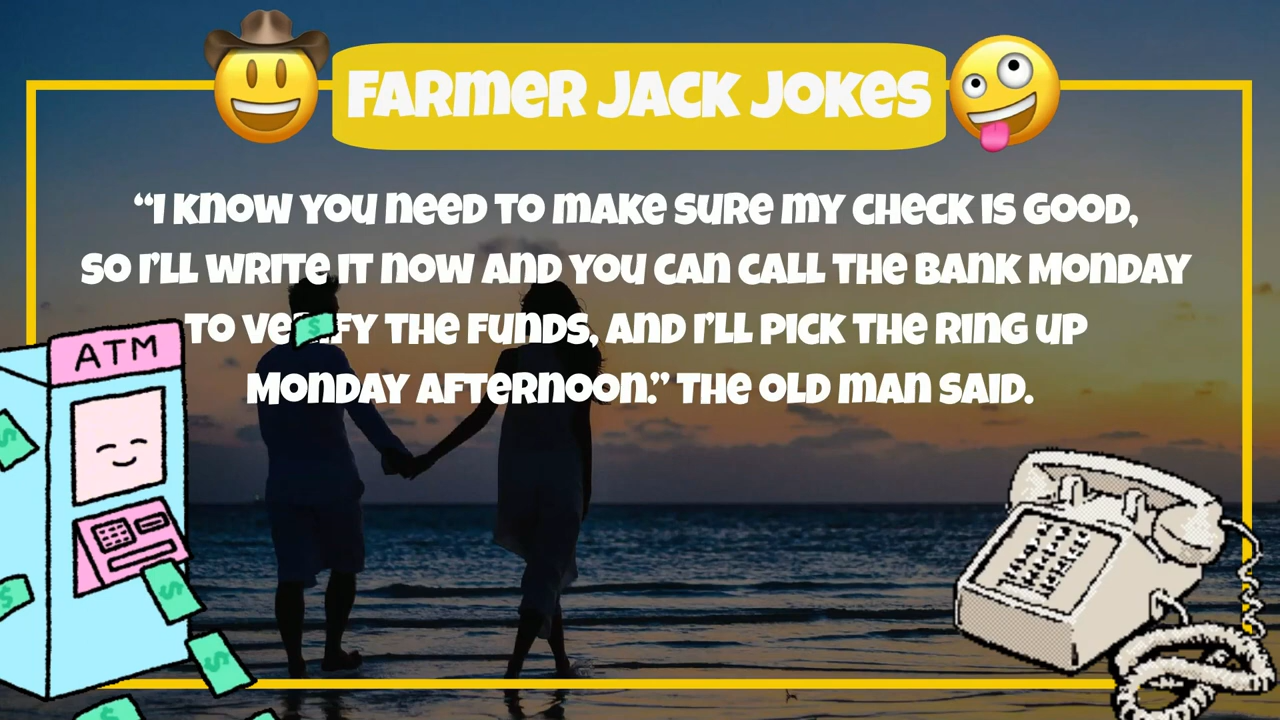 FARMER JACK JOKES
“I KNOW YOU NEED TO MAKE SURE MY CHECK IS GOOD,
SO I’LL WRITE IT NOW AND YOU CAN CALL THE BANK MONDAY
TO VERIFY THE FUNDS, AND I’LL PICK THE RING UP
MONDAY AFTERNOON.” THE OLD MAN SAID.
ATM
$
$
$
$
$
$